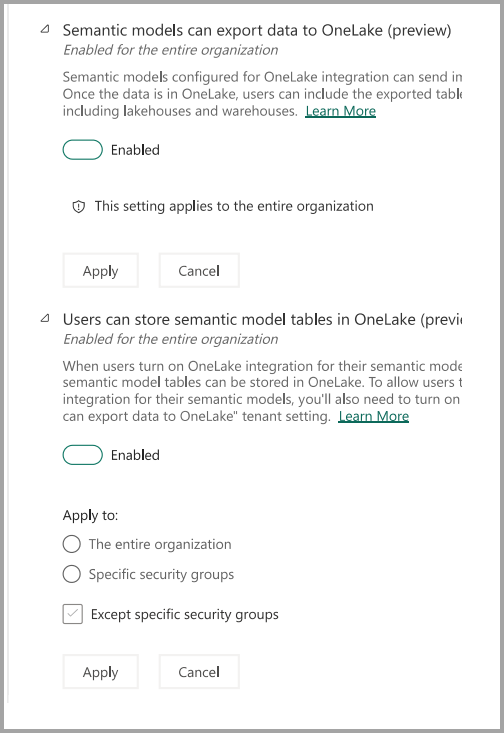 Semantic models can export data to OneLake (preview)
Enabled for the entire organization
Semantic models configured for OneLake integration can send in
Once the data is in OneLake, users can include the exported table
including lakehouses and warehouses. Learn More
Enabled
This setting applies to the entire organization
Apply Cancel
Users can store semantic model tables in OneLake (previ
Enabled for the entire organization
When users turn on OneLake integration for their semantic mode
semantic model tables can be stored in OneLake. To allow users t
integration for their semantic models, you'll also need to turn on
can export data to OneLake" tenant setting. Learn More
Enabled
Apply to:
The entire organization
Specific security groups
Except specific security groups
Apply Cancel